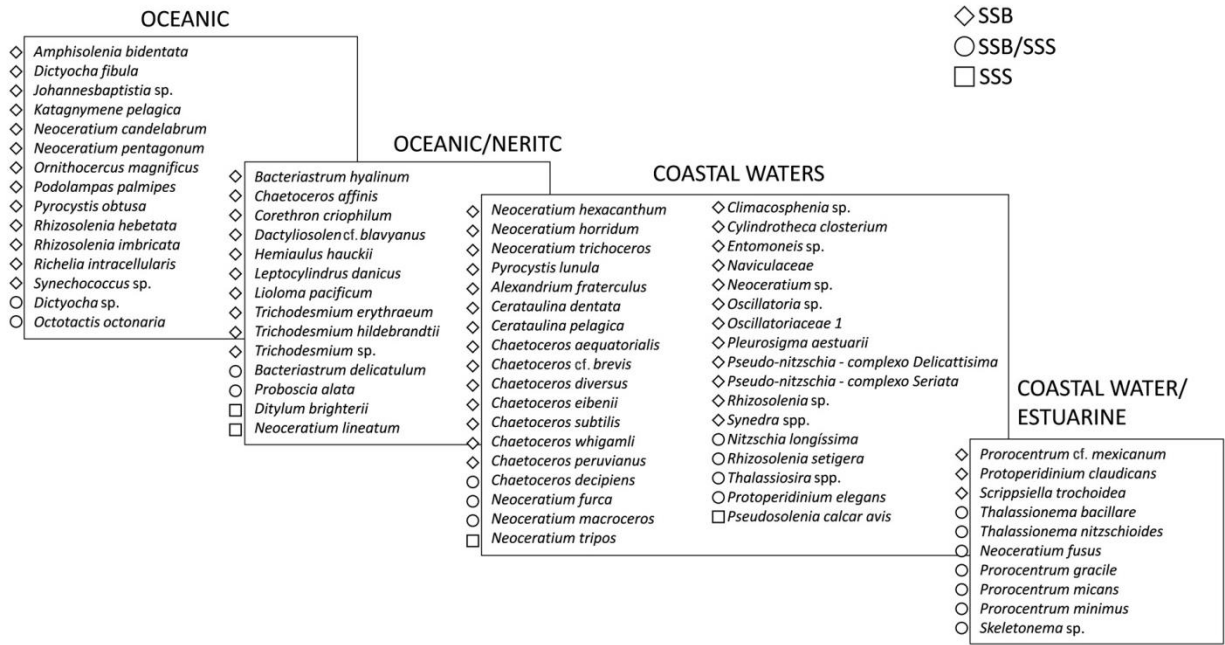 OCEANIC
Amphisolenia bidentata
Dictyocha fibula
Johannesbaptistia sp.
Katagnymene pelagica
Neoceratium candelabrum
Neoceratium pentagonum
Ornithocercus magnificus
Podolampas palmipes
Pyrocystis obtusa
Rhizosolenia hebetata
Rhizosolenia imbricata
Richelia intracellularis
Synechococcus sp.
Dictyocha sp.
Octotactis octonaria
OCEANIC/NERITC
Bacteriastrum hyalinum
Chaetoceros affinis
Corethron criophilum
Dactyliosolen cf. blavyanus
Hemiaulus hauckii
Leptocylindrus danicus
Lioloma pacificum
Trichodesmium erythraeum
Trichodesmium hildebrandtii
Trichodesmium sp.
Bacteriastrum delicatulum
Proboscia alata
Ditylum brighterii
Neoceratium lineatum
COASTAL WATERS
Neoceratium hexacanthum
Neoceratium horridum
Neoceratium trichoceros
Pyrocystis lunula
Alexandrium fraterculus
Cerataulina dentata
Cerataulina pelagica
Chaetoceros aequatorialis
Chaetoceros cf. brevis
Chaetoceros diversus
Chaetoceros eibenii
Chaetoceros subtilis
Chaetoceros whigamli
Chaetoceros peruvianus
Chaetoceros decipiens
Neoceratium furca
Neoceratium macroceros
Neoceratium tripos
Climacosphenia sp.
Cylindrotheca closterium
Entomoneis sp.
Naviculaceae
Neoceratium sp.
Oscillatoria sp.
Oscillatoriaceae 1
Pleurosigma aestuarii
Pseudo-nitzschia - complexo Delicattisima
Pseudo-nitzschia - complexo Seriata
Rhizosolenia sp.
Synedra spp.
Nitzschia longíssima
Rhizosolenia setigera
Thalassiosira spp.
Protoperidinium elegans
Pseudosolenia calcar avis
COASTAL WATER/
ESTUARINE
Prorocentrum cf. mexicanum
Protoperidinium claudicans
Scrippsiella trochoidea
Thalassionema bacillare
Thalassionema nitzschioides
Neoceratium fusus
Prorocentrum gracile
Prorocentrum micans
Prorocentrum minimus
Skeletonema sp.
SSB
SSB/SSS
SSS